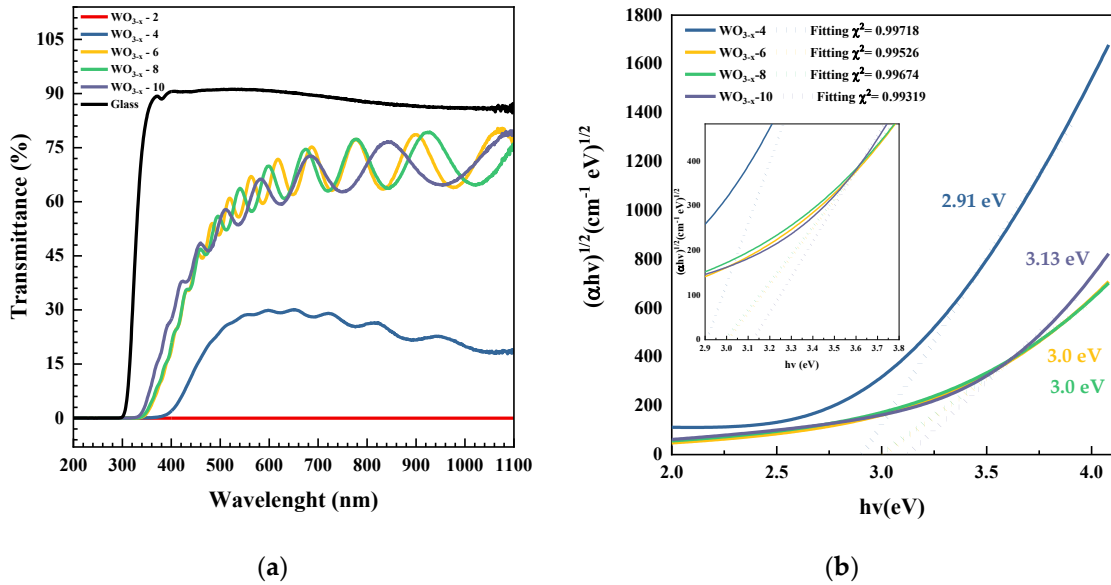 WO3-x - 2
WO3-x - 4
WO3-x - 6
WO3-x - 8
WO3-x - 10
Glass
Transmittance (%)
105
90
75
60
45
30
15
0
200 300 400 500 600 700 800 900 1000 1100
Wavelenght (nm)
(a)
WO3-x-4 Fitting χ²= 0.99718
WO3-x-6 Fitting χ²= 0.99526
WO3-x-8 Fitting χ²= 0.99674
WO3-x-10 Fitting χ²= 0.99319
(αhν)1/2(cm-1 eV)1/2
1800
1600
1400
1200
1000
800
600
400
200
0
2.0 2.5 3.0 3.5 4.0
hν(eV)
2.91 eV
3.13 eV
3.0 eV
3.0 eV
(αhν)1/2(cm-1 eV)1/2
400
300
200
100
0
2.9 3.0 3.1 3.2 3.3 3.4 3.5 3.6 3.7 3.8
hν (eV)
(b)